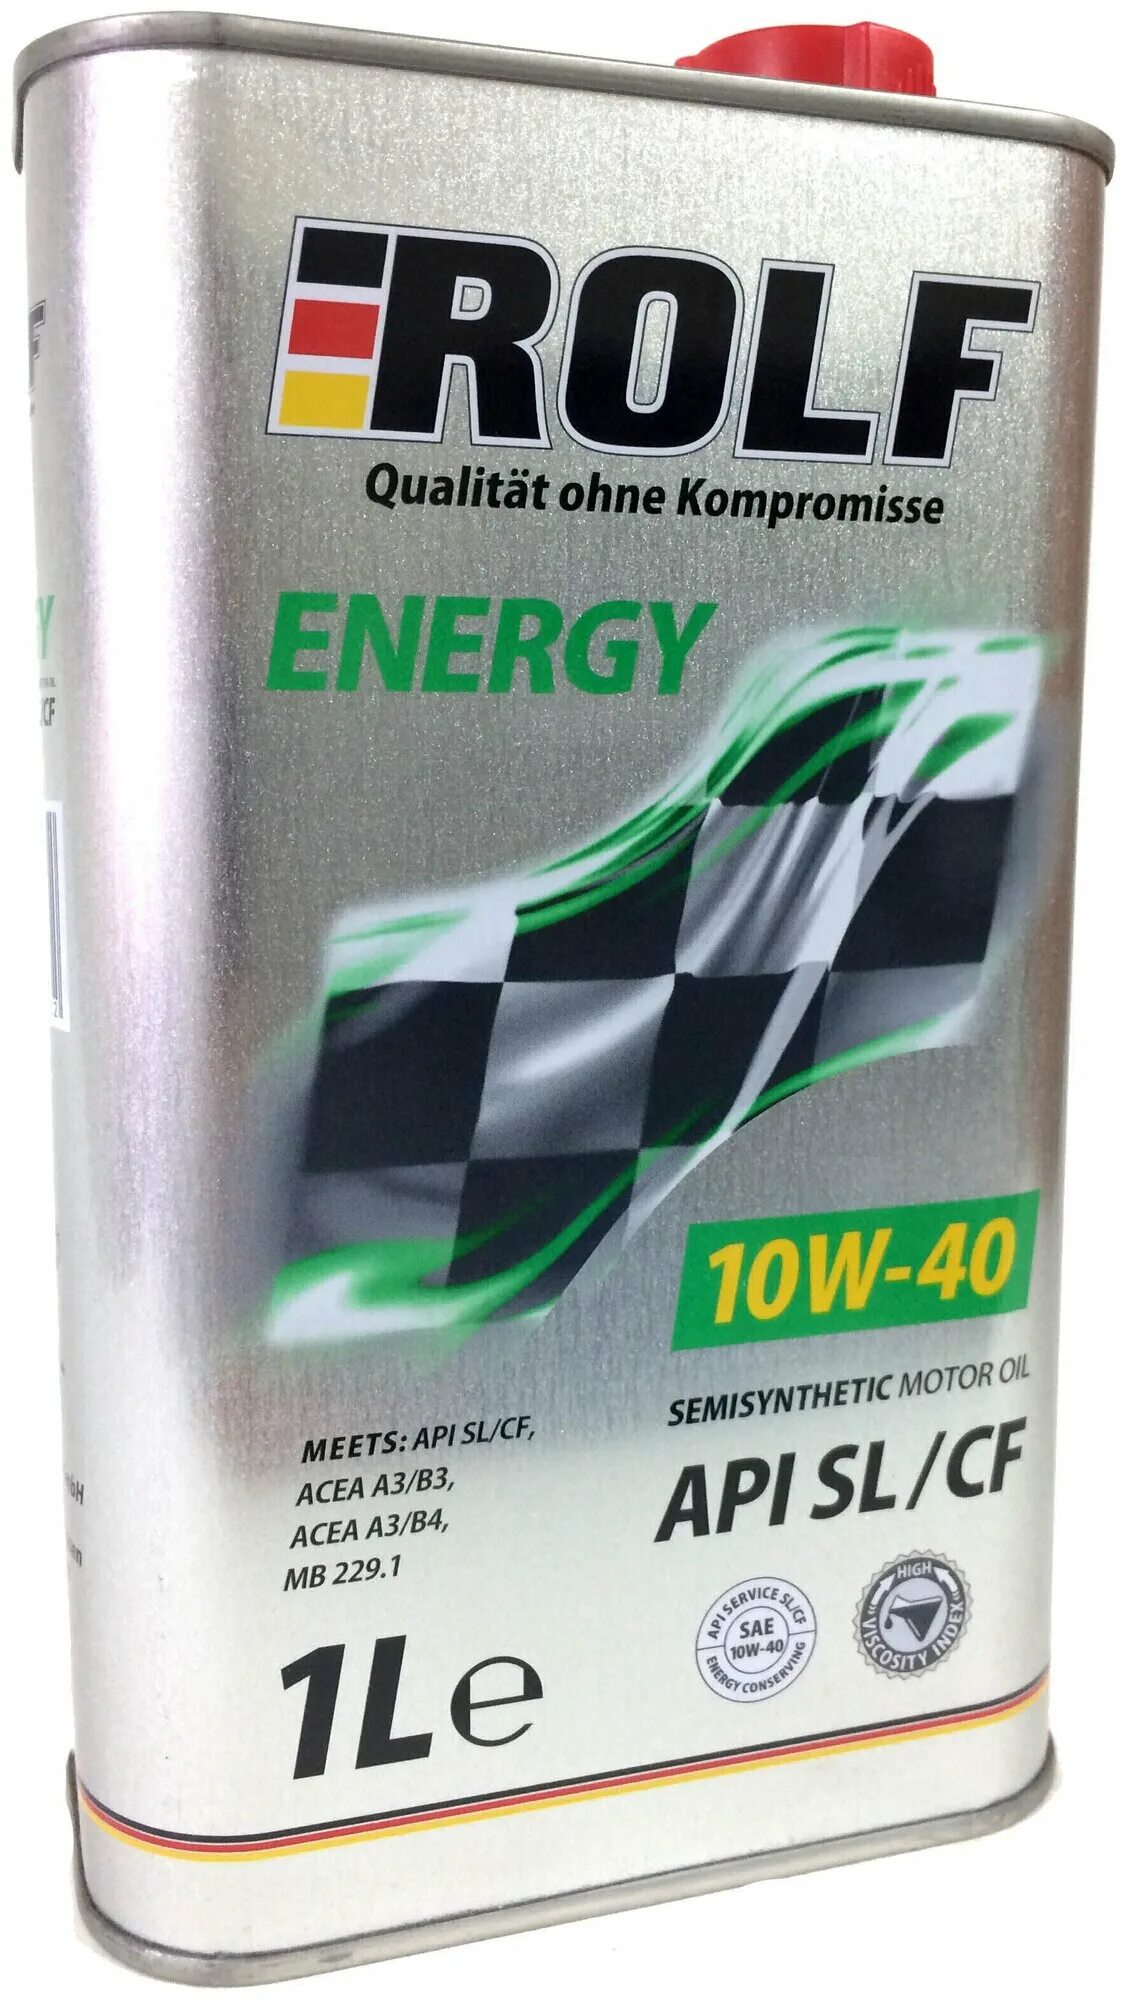 ROLF
Qualität ohne Kompromisse
ENERGY
10W-40
SEMISYNTHETIC MOTOR OIL
API SL/CF
MEETS: API SL/CF,
ACEA A3/B3,
ACEA A3/B4,
MB 229.1
1L e
API SERVICE SL/CF
SAE
10W-40
ENERGY CONSERVING
HIGH
VISCOSITY INDEX